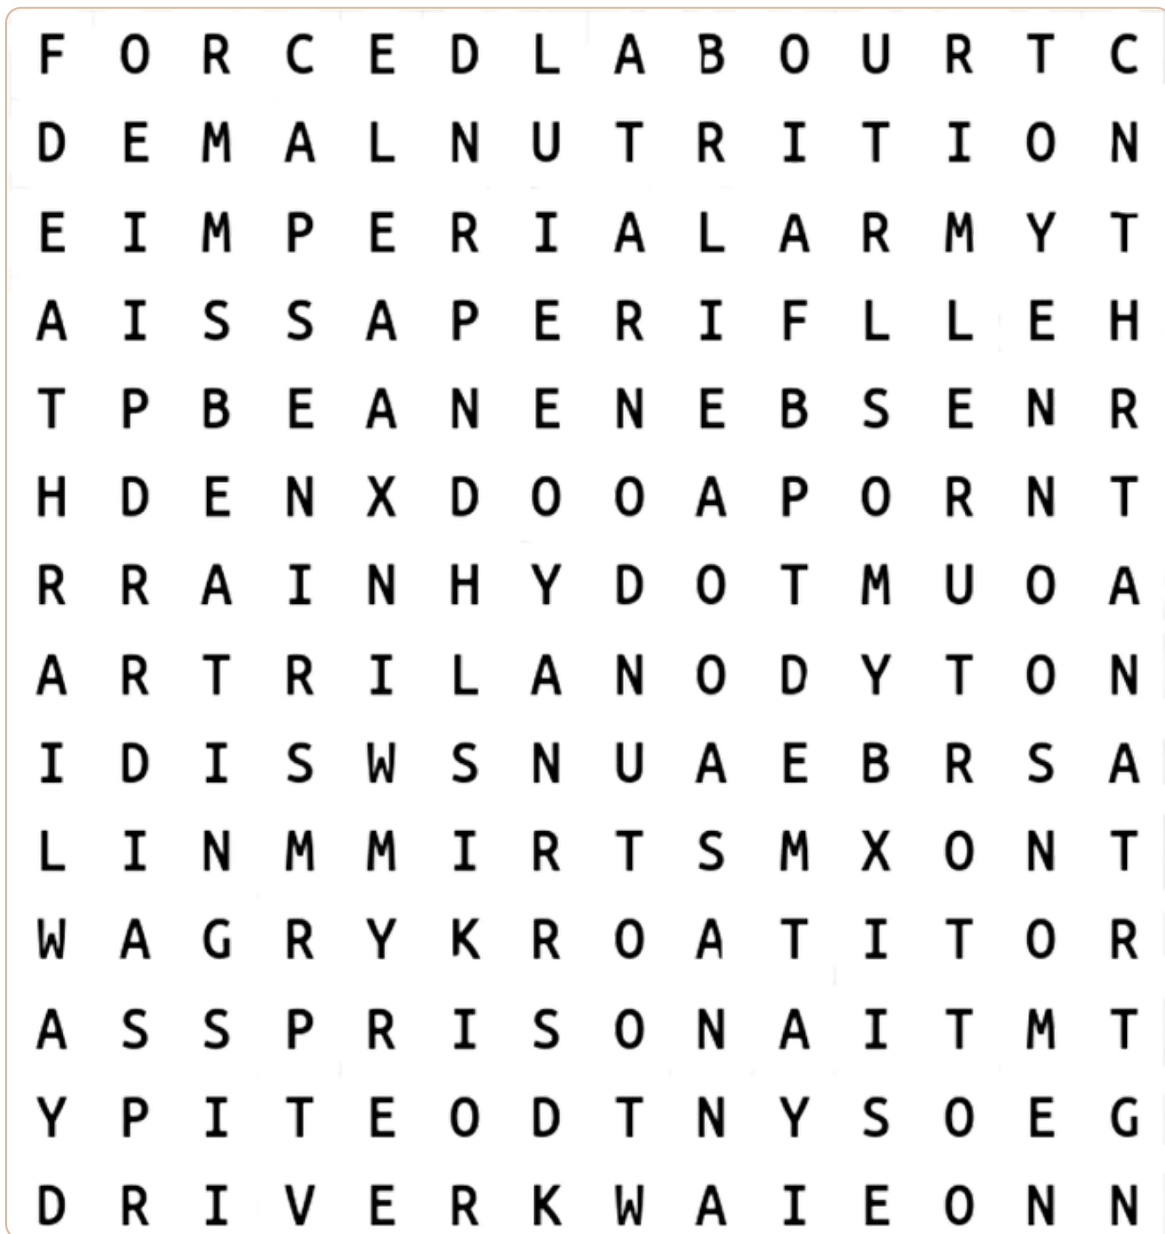 F O R C E D L A B O U R T C
D E M A L N U T R I T I O N
E I M P E R I A L A R M Y T
A I S S A P E R I F L L E H
T P B E A N E N E B S E N R
H D E N X D O O A P O R N T
R R A I N H Y D O T M U O A
A R T R I L A N O D Y T O N
I D I S W S N U A E B R S A
L I N M M I R T S M X O N T
W A G R Y K R O A T I T O R
A S S P R I S O N A I T M T
Y P I T E O D T N Y S O E G
D R I V E R K W A I E O N N